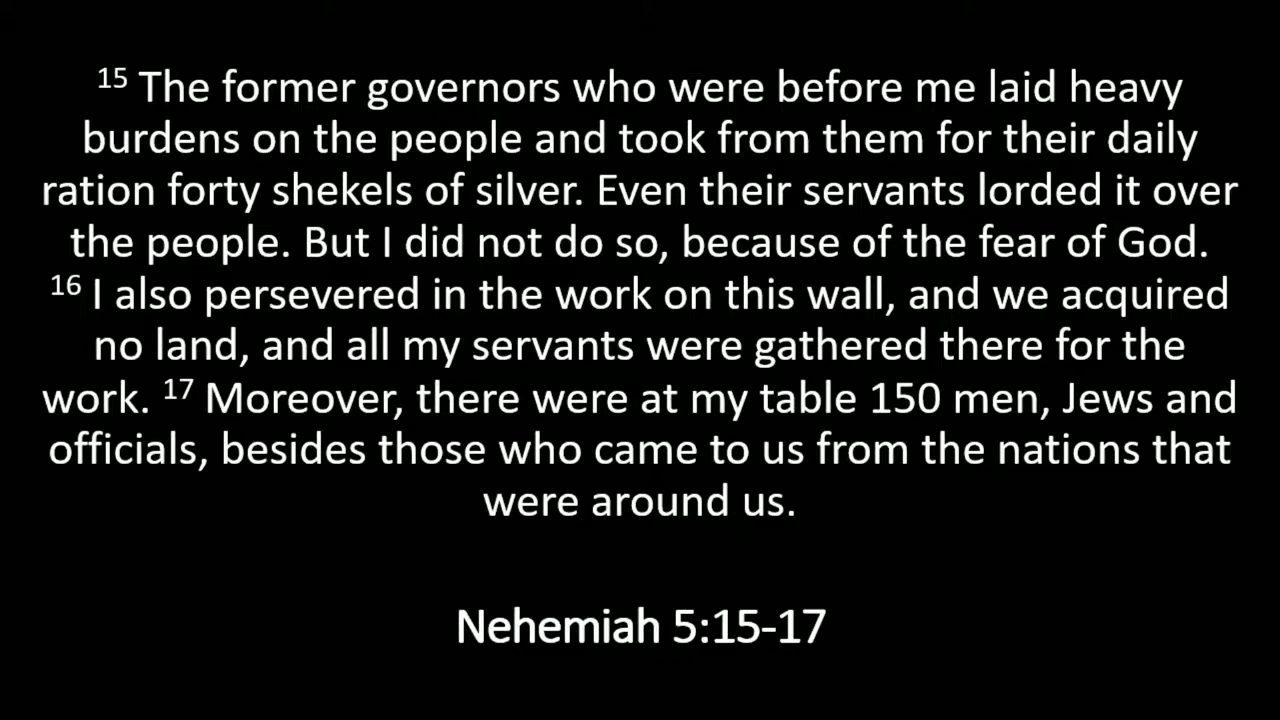 15 The former governors who were before me laid heavy
burdens on the people and took from them for their daily
ration forty shekels of silver. Even their servants lorded it over
the people. But I did not do so, because of the fear of God.
16 I also persevered in the work on this wall, and we acquired
no land, and all my servants were gathered there for the
work. 17 Moreover, there were at my table 150 men, Jews and
officials, besides those who came to us from the nations that
were around us.
Nehemiah 5:15-17